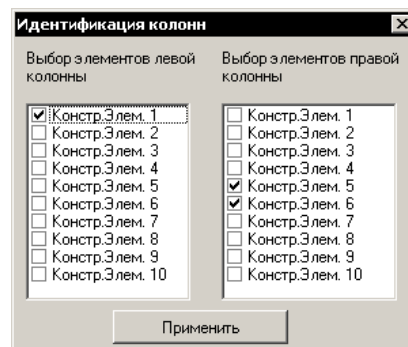 Идентификация колонн
Выбор элементов левой колонны
Констр.Элем. 1
Констр.Элем. 2
Констр.Элем. 3
Констр.Элем. 4
Констр.Элем. 5
Констр.Элем. 6
Констр.Элем. 7
Констр.Элем. 8
Констр.Элем. 9
Констр.Элем. 10
Выбор элементов правой колонны
Констр.Элем. 1
Констр.Элем. 2
Констр.Элем. 3
Констр.Элем. 4
Констр.Элем. 5
Констр.Элем. 6
Констр.Элем. 7
Констр.Элем. 8
Констр.Элем. 9
Констр.Элем. 10
Применить